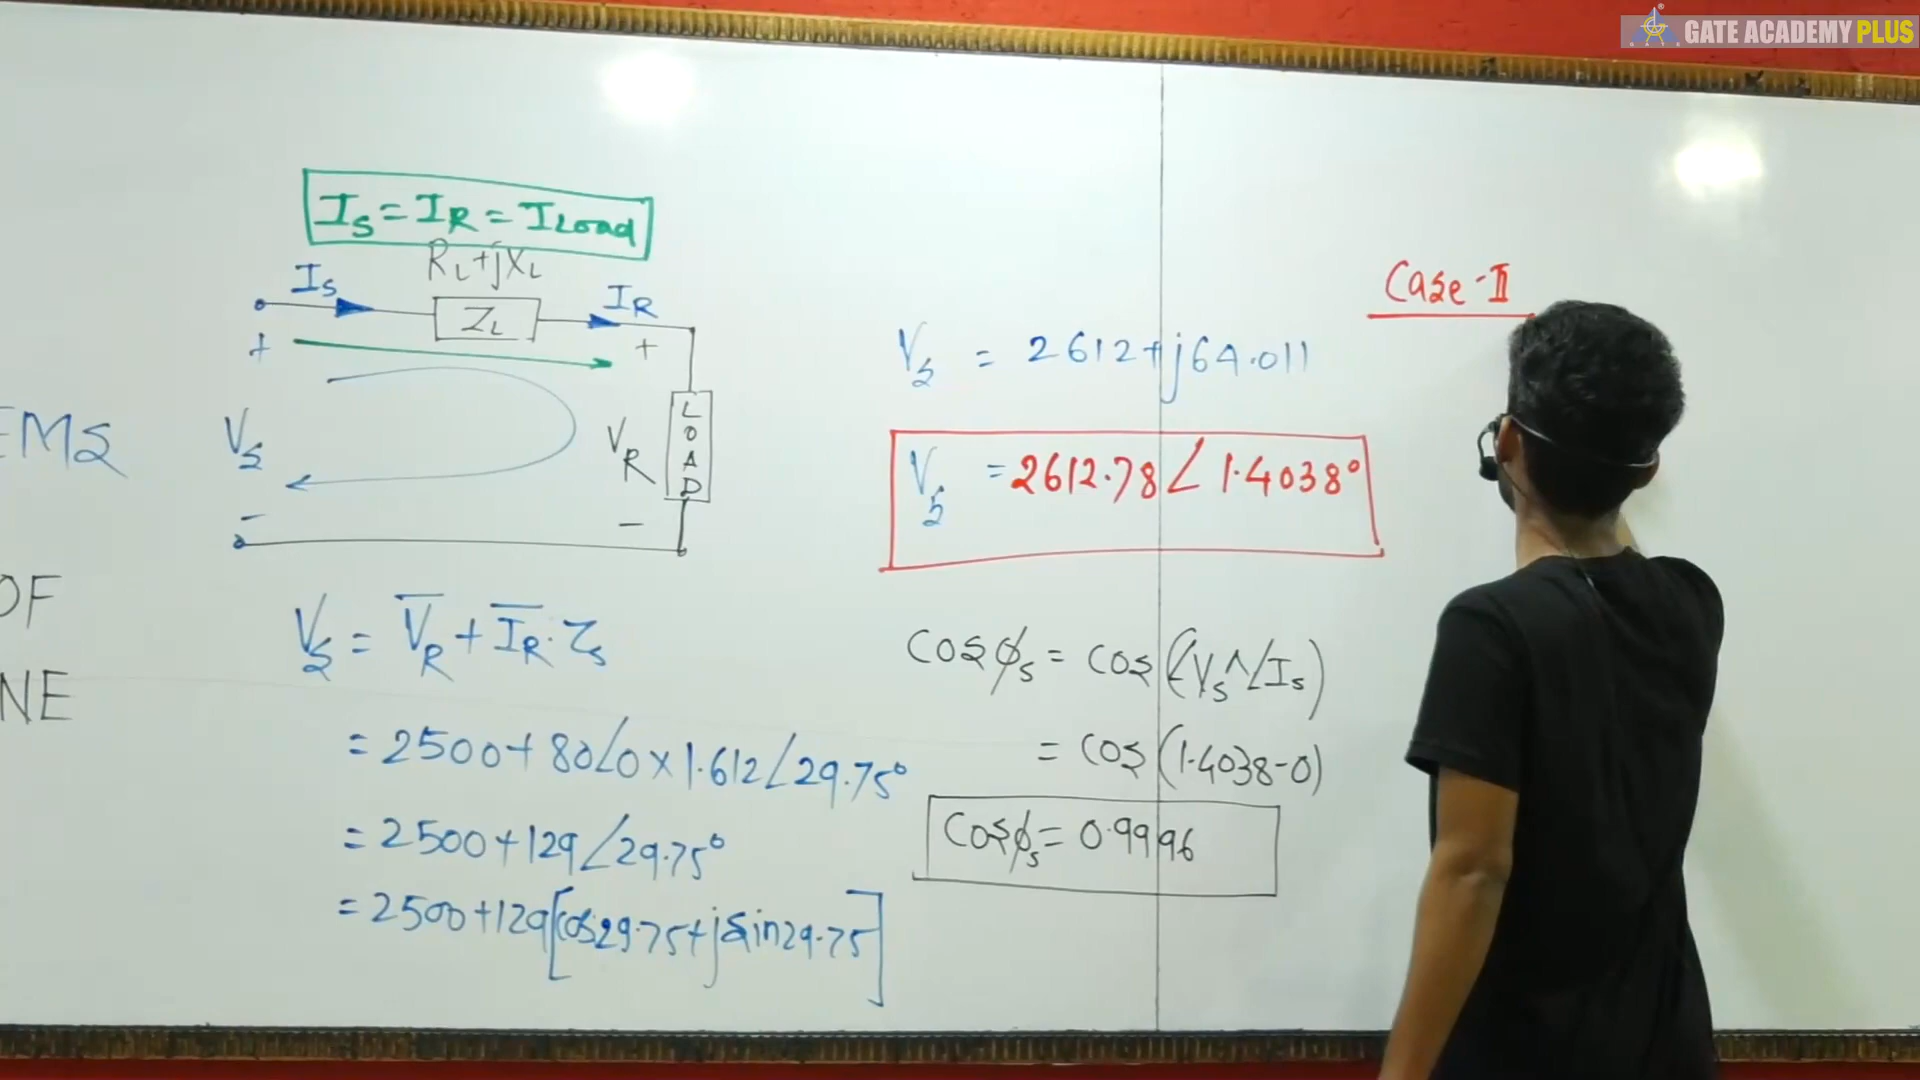 GATE ACADEMY PLUS
EMS
OF
NE
Is = IR = ILoad
RL+jXL
Is
ZL
IR
+
+
Vs
VR
LOAD
-
-
Vs = V̅R + I̅R · Zs
= 2500+80∠0 × 1.612∠29.75°
= 2500+129∠29.75°
= 2500+129[cos29.75+jsin29.75]
Vs = 2612+j64.011
Vs = 2612.78∠1.4038°
cosφs = cos(∠Vs^∠Is)
= cos(1.4038-0)
cosφs = 0.9996
Case-II